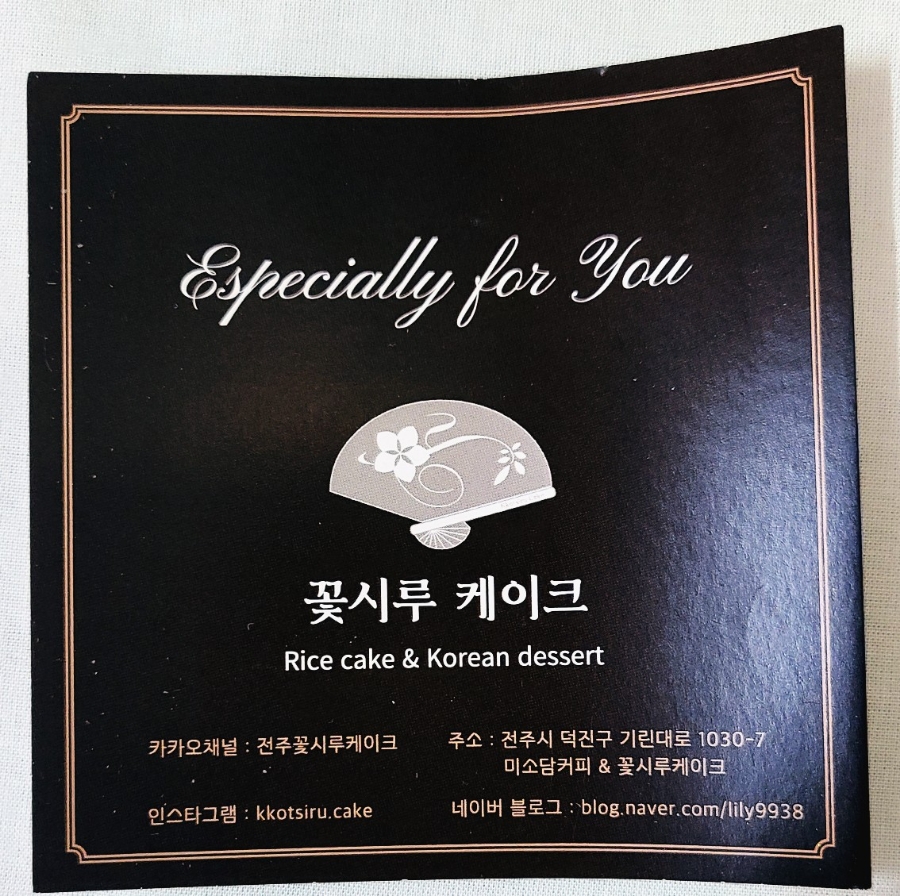 Especially for You
꽃시루 케이크
Rice cake & Korean dessert
카카오채널 : 전주꽃시루케이크
주소 : 전주시 덕진구 기린대로 1030-7
미소담커피 & 꽃시루케이크
인스타그램 : kkotsiru.cake
네이버 블로그 : blog.naver.com/lily9938